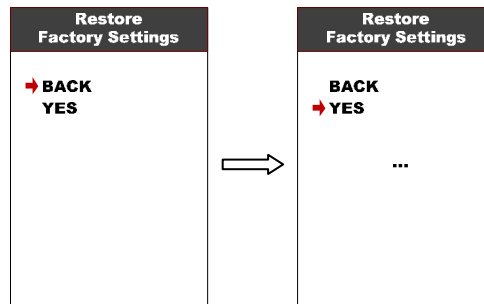 Restore
Factory Settings
BACK
YES
Restore
Factory Settings
BACK
YES
...